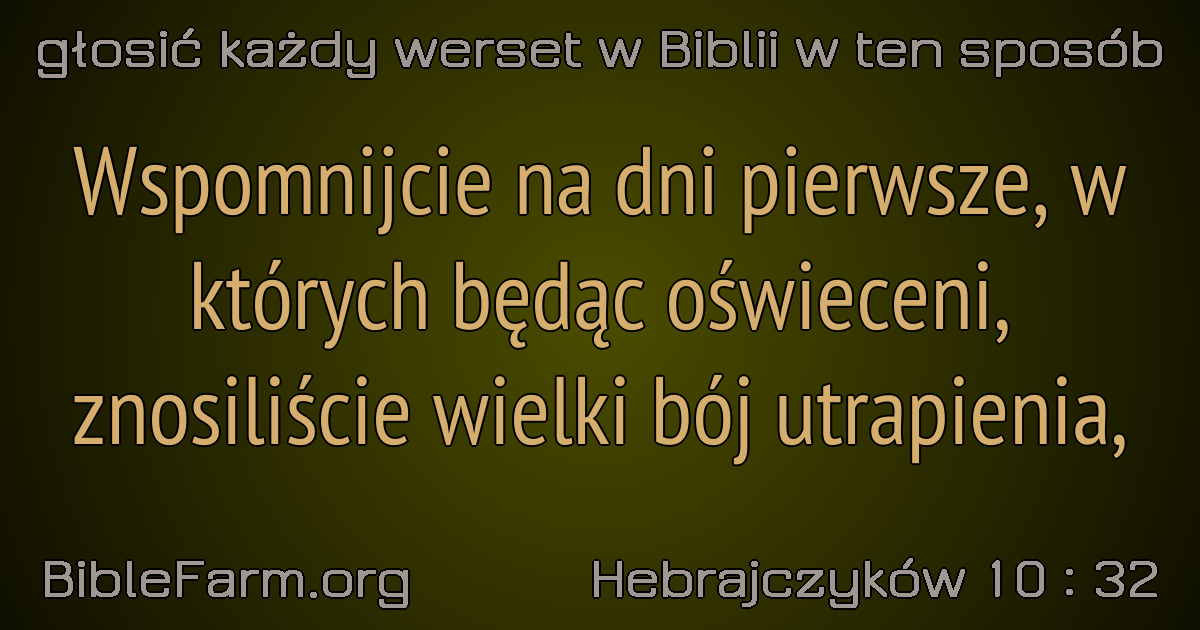 głosić każdy werset w Biblii w ten sposób
Wspomnijcie na dni pierwsze, w
których będąc oświeceni,
znosiliście wielki bój utrapienia,
BibleFarm.org
Hebrajczyków 10 : 32